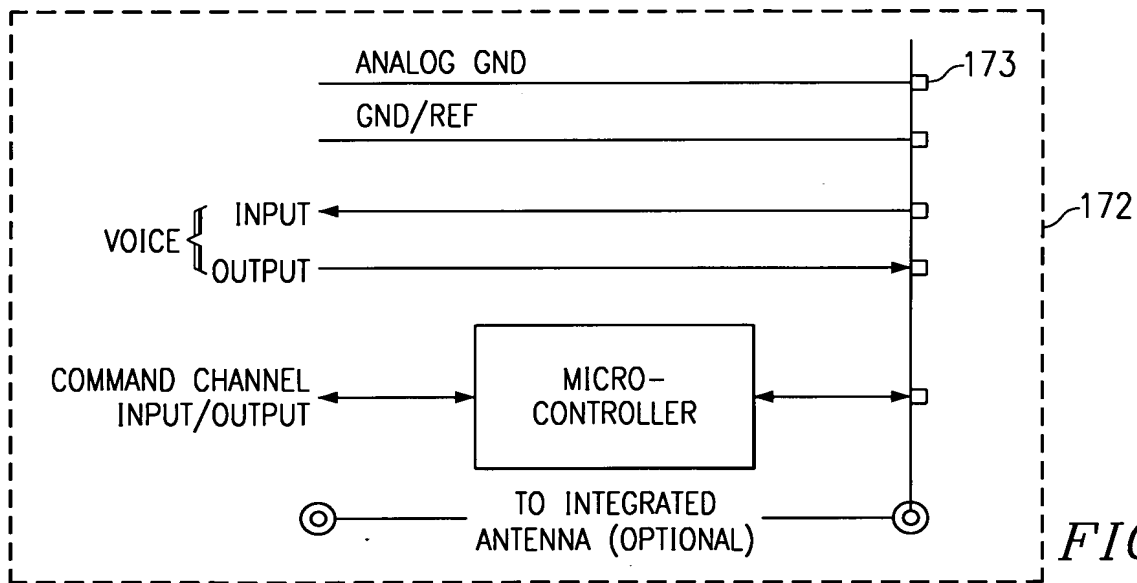 ANALOG GND
173
GND/REF
172
INPUT
VOICE
OUTPUT
COMMAND CHANNEL
INPUT/OUTPUT
MICRO-
CONTROLLER
TO INTEGRATED
ANTENNA (OPTIONAL)